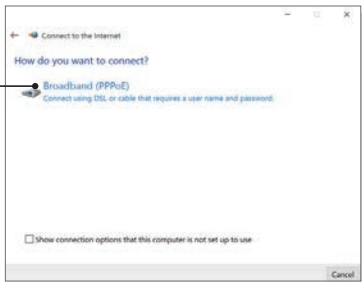 Connect to the Internet
How do you want to connect?
Broadband (PPPoE)
Connect using DSL or cable that requires a user name and password.
Show connection options that this computer is not set up to use
Cancel